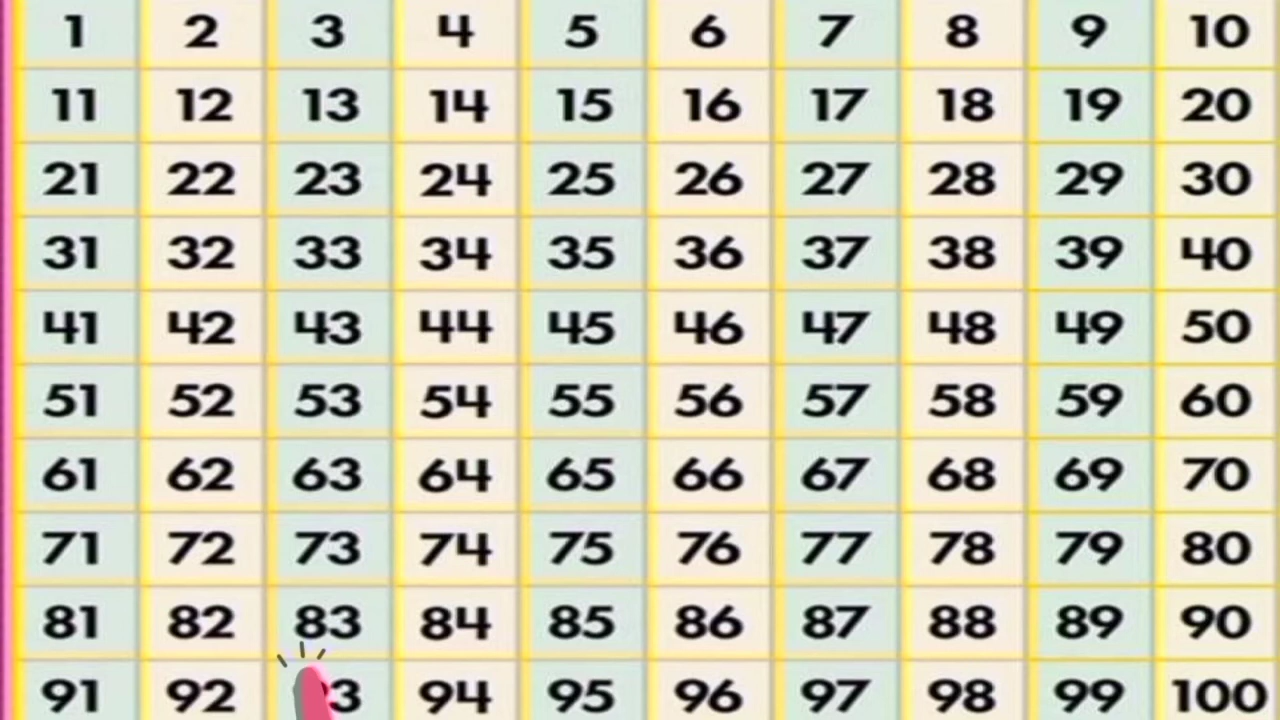 1 2 3 4 5 6 7 8 9 10
11 12 13 14 15 16 17 18 19 20
21 22 23 24 25 26 27 28 29 30
31 32 33 34 35 36 37 38 39 40
41 42 43 44 45 46 47 48 49 50
51 52 53 54 55 56 57 58 59 60
61 62 63 64 65 66 67 68 69 70
71 72 73 74 75 76 77 78 79 80
81 82 83 84 85 86 87 88 89 90
91 92 3 94 95 96 97 98 99 100